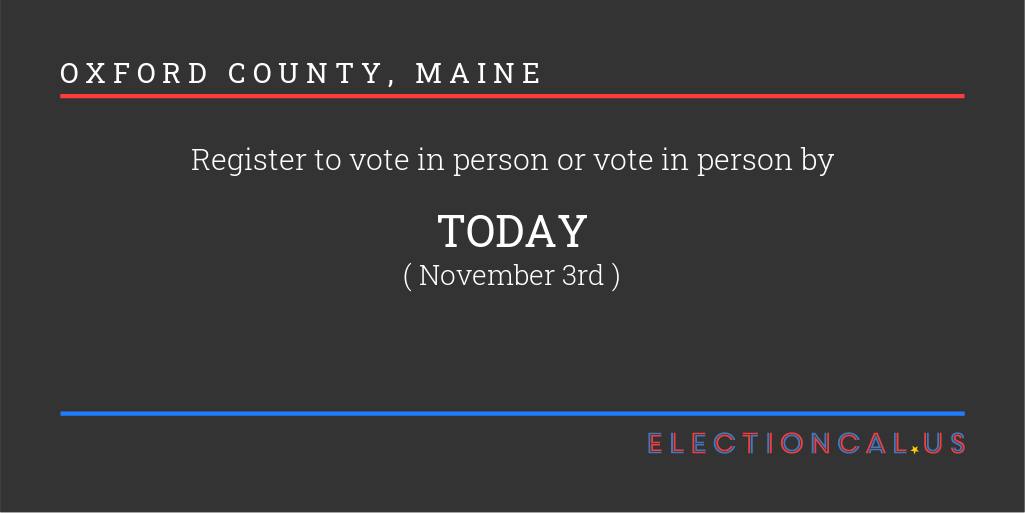 OXFORD COUNTY, MAINE
Register to vote in person or vote in person by
TODAY
( November 3rd )
ELECTIONCAL.US